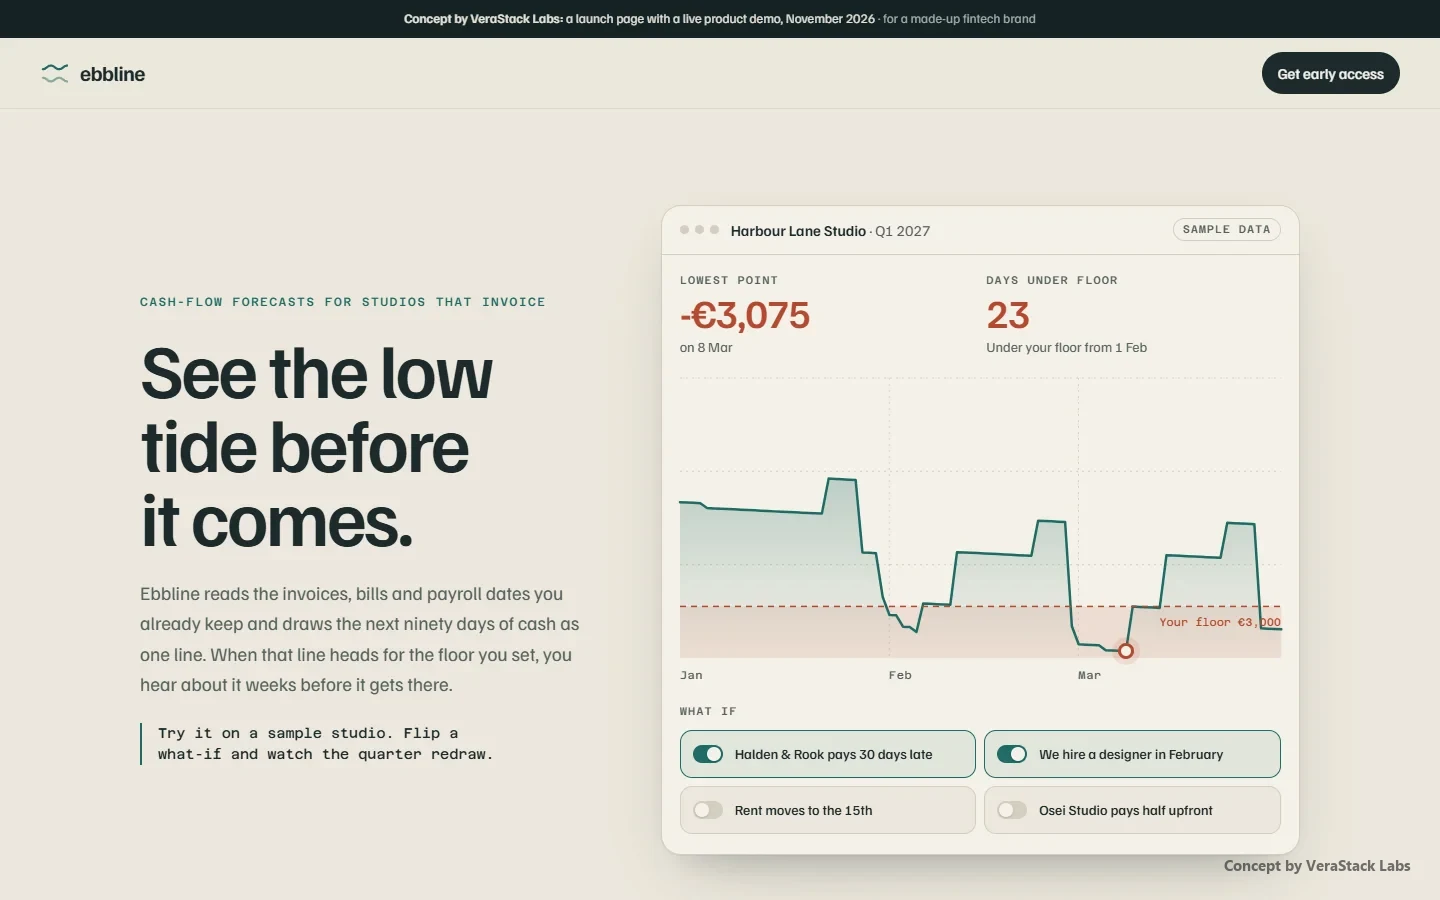 Concept by VeraStack Labs: a launch page with a live product demo, November 2026 · for a made-up fintech brand
ebbline
Get early access
CASH-FLOW FORECASTS FOR STUDIOS THAT INVOICE
See the low
tide before
it comes.
Ebbline reads the invoices, bills and payroll dates you
already keep and draws the next ninety days of cash as
one line. When that line heads for the floor you set, you
hear about it weeks before it gets there.
Try it on a sample studio. Flip a
what-if and watch the quarter redraw.
Harbour Lane Studio · Q1 2027
SAMPLE DATA
LOWEST POINT
-€3,075
on 8 Mar
DAYS UNDER FLOOR
23
Under your floor from 1 Feb
Your floor €3,000
Jan
Feb
Mar
WHAT IF
Halden & Rook pays 30 days late
We hire a designer in February
Rent moves to the 15th
Osei Studio pays half upfront
Concept by VeraStack Labs